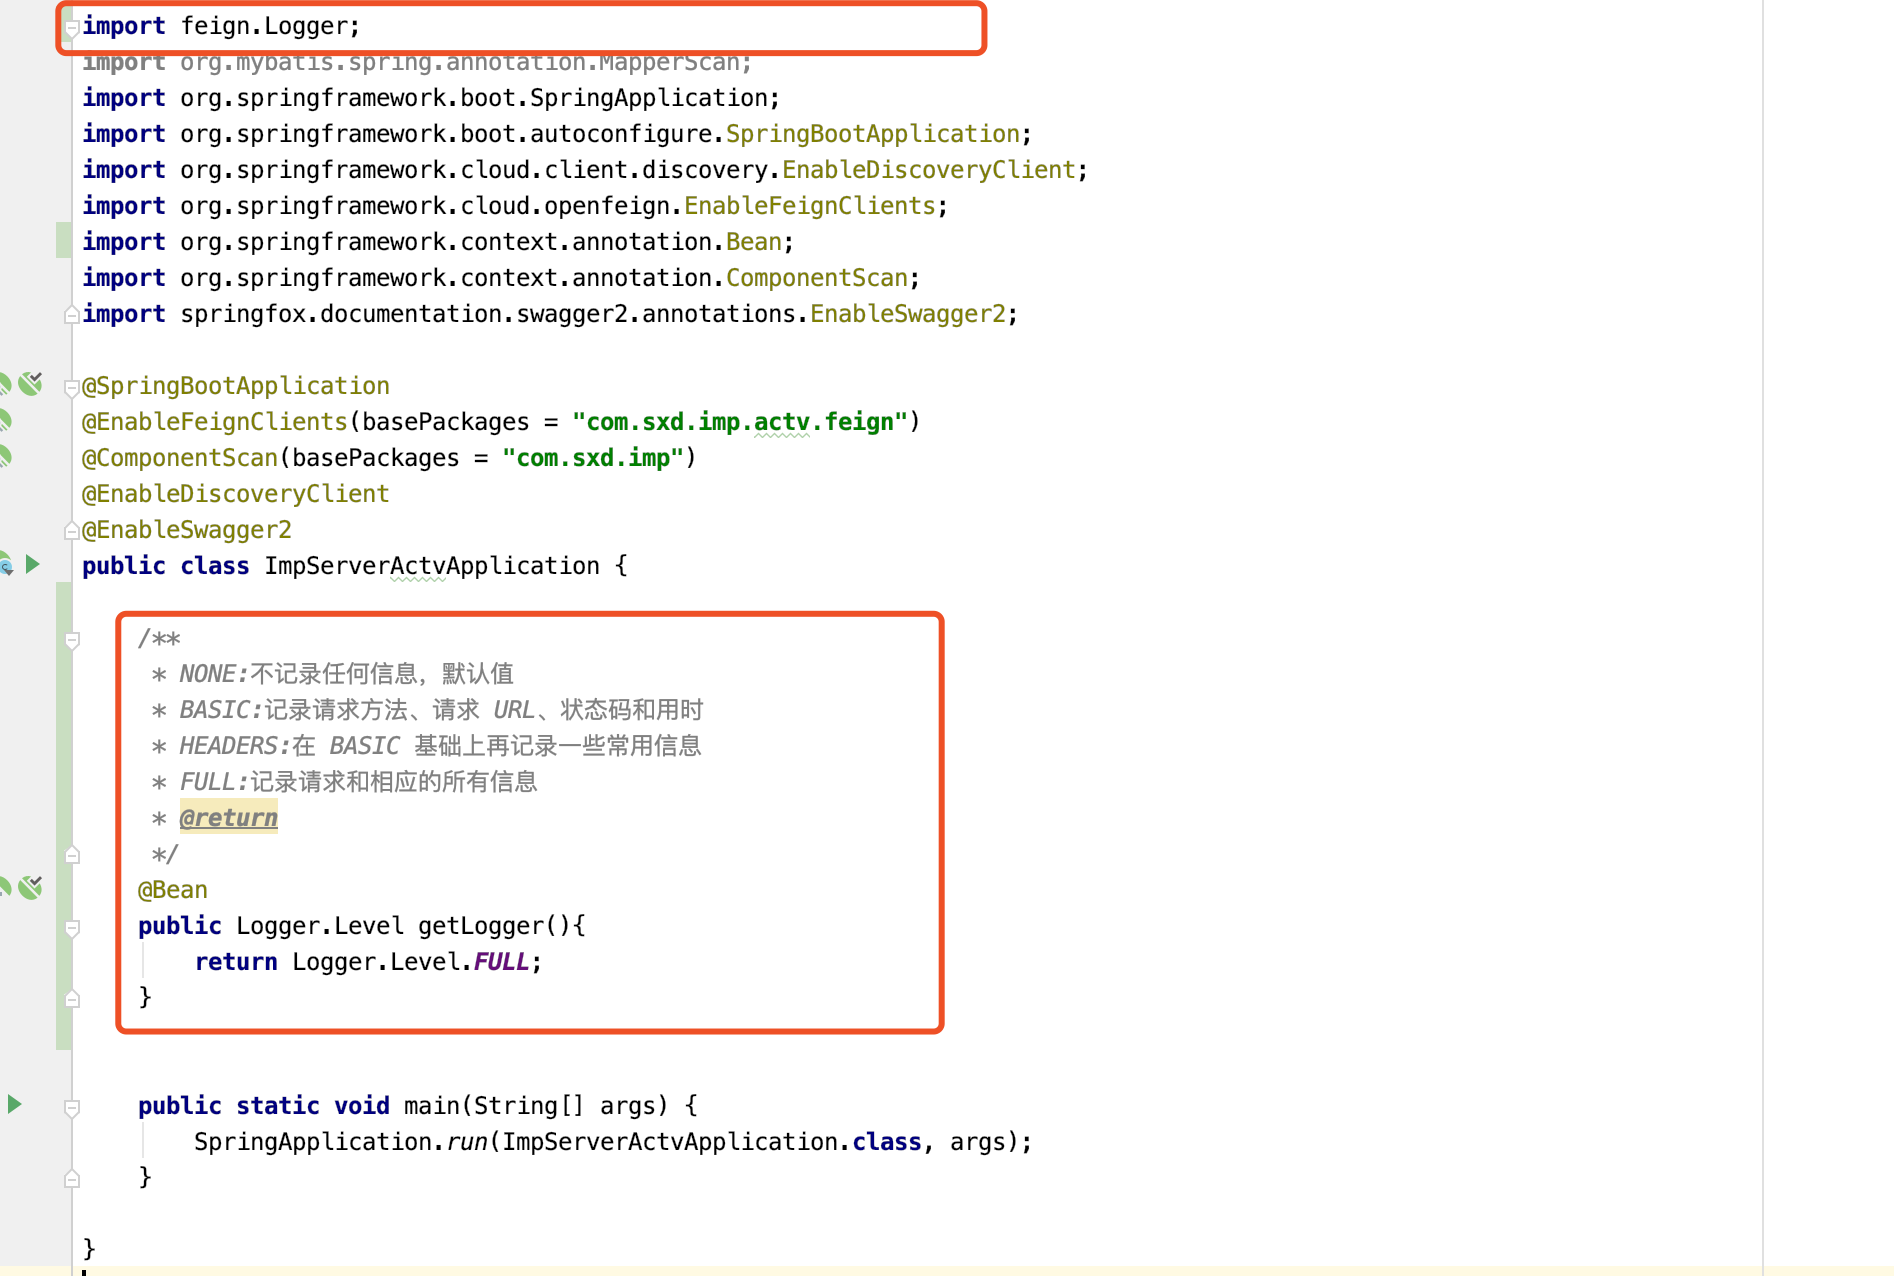 import feign.Logger;
import org.mybatis.spring.annotation.MapperScan;
import org.springframework.boot.SpringApplication;
import org.springframework.boot.autoconfigure.SpringBootApplication;
import org.springframework.cloud.client.discovery.EnableDiscoveryClient;
import org.springframework.cloud.openfeign.EnableFeignClients;
import org.springframework.context.annotation.Bean;
import org.springframework.context.annotation.ComponentScan;
import springfox.documentation.swagger2.annotations.EnableSwagger2;

@SpringBootApplication
@EnableFeignClients(basePackages = "com.sxd.imp.actv.feign")
@ComponentScan(basePackages = "com.sxd.imp")
@EnableDiscoveryClient
@EnableSwagger2
public class ImpServerActvApplication {

    /**
     * NONE:不记录任何信息，默认值
     * BASIC:记录请求方法、请求 URL、状态码和用时
     * HEADERS:在 BASIC 基础上再记录一些常用信息
     * FULL:记录请求和相应的所有信息
     * @return
     */
    @Bean
    public Logger.Level getLogger(){
        return Logger.Level.FULL;
    }

    public static void main(String[] args) {
        SpringApplication.run(ImpServerActvApplication.class, args);
    }

}